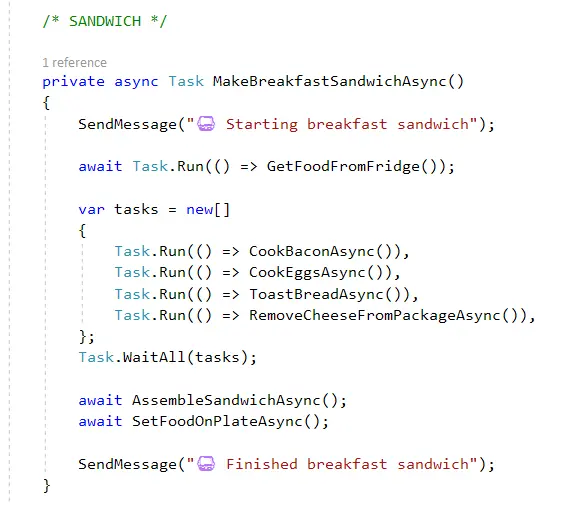 /* SANDWICH */
1 reference
private async Task MakeBreakfastSandwichAsync()
{
SendMessage("🥪 Starting breakfast sandwich");
await Task.Run(() => GetFoodFromFridge());
var tasks = new[]
{
Task.Run(() => CookBaconAsync()),
Task.Run(() => CookEggsAsync()),
Task.Run(() => ToastBreadAsync()),
Task.Run(() => RemoveCheeseFromPackageAsync()),
};
Task.WaitAll(tasks);
await AssembleSandwichAsync();
await SetFoodOnPlateAsync();
SendMessage("🥪 Finished breakfast sandwich");
}